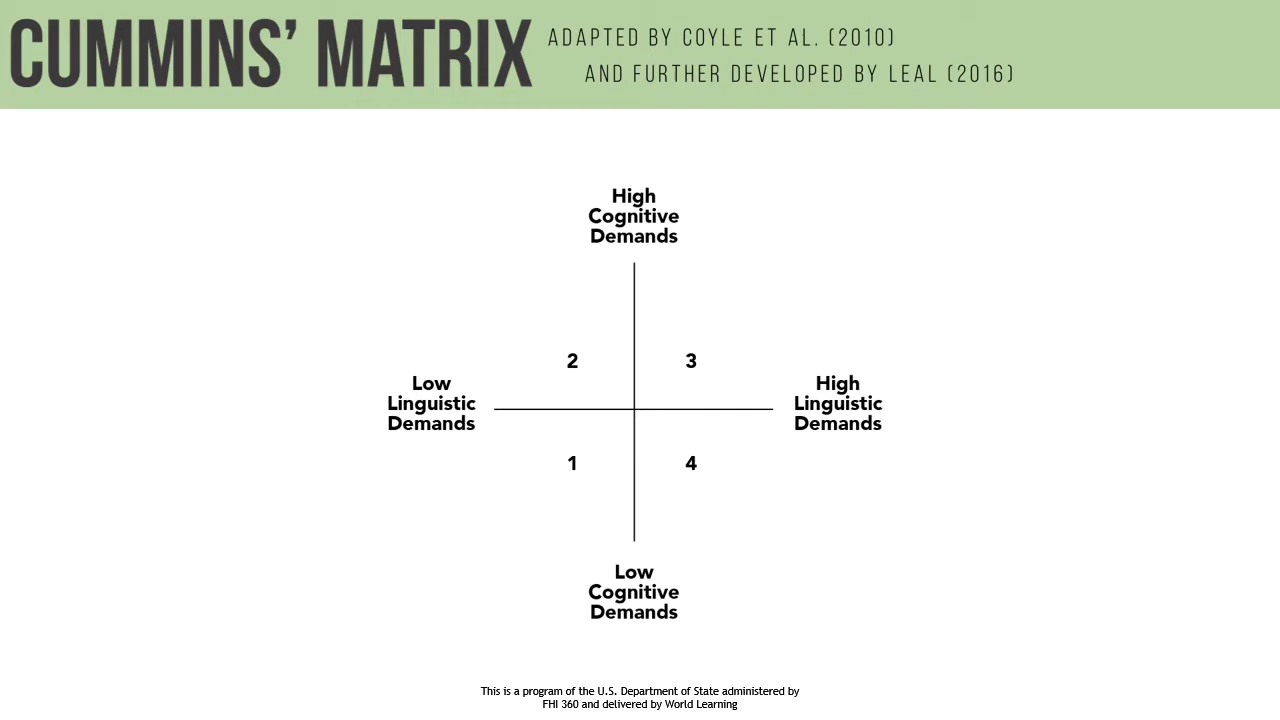 CUMMINS' MATRIX
ADAPTED BY COYLE ET AL. (2010)
AND FURTHER DEVELOPED BY LEAL (2016)
High
Cognitive
Demands
2
3
Low
Linguistic
Demands
High
Linguistic
Demands
1
4
Low
Cognitive
Demands
This is a program of the U.S. Department of State administered by
FHI 360 and delivered by World Learning